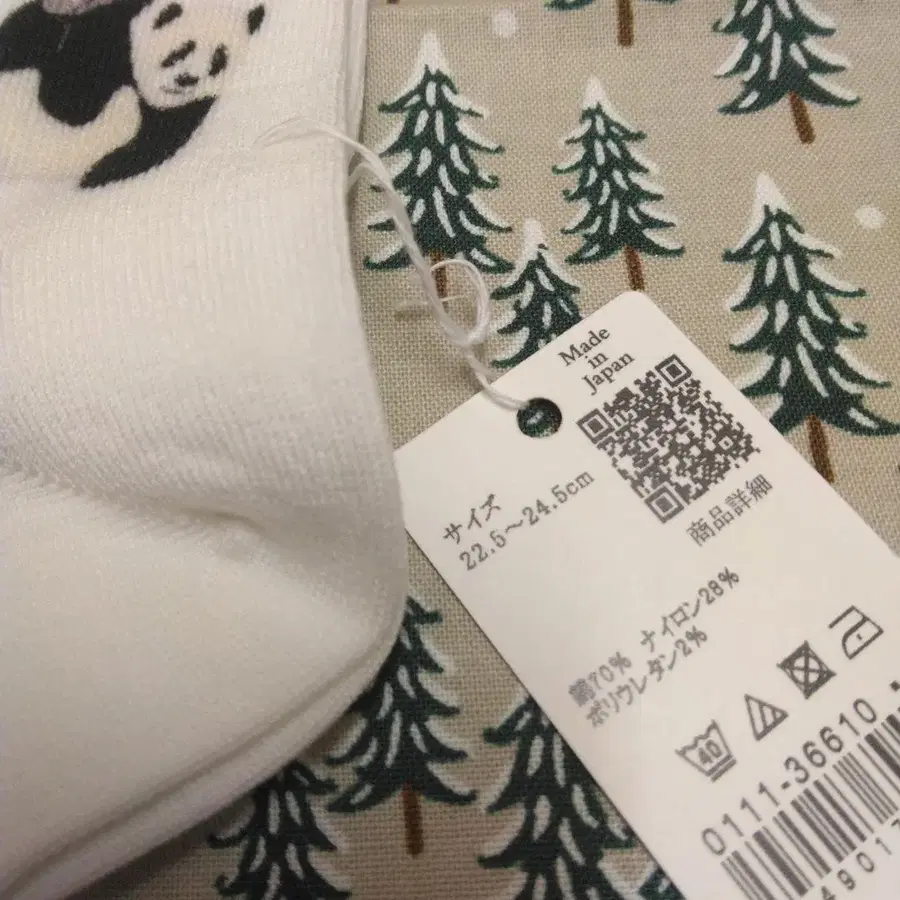 Made
in
Japan
商品詳細
サイズ
22.5～24.5cm
綿70% ナイロン28%
ポリウレタン2%
40
0111-36610
49017